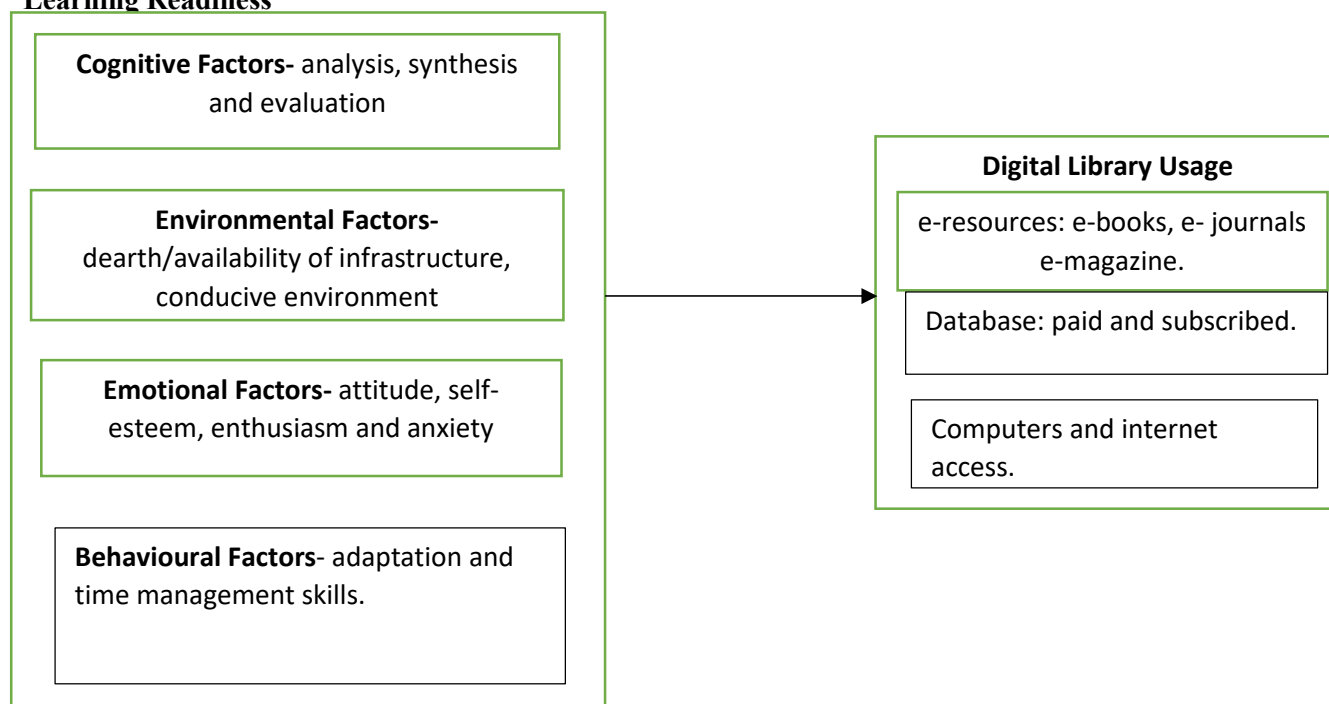 Learning Readiness
Cognitive Factors- analysis, synthesis
and evaluation
Environmental Factors-
dearth/availability of infrastructure,
conducive environment
Emotional Factors- attitude, self-
esteem, enthusiasm and anxiety
Behavioural Factors- adaptation and
time management skills.
Digital Library Usage
e-resources: e-books, e- journals
e-magazine.
Database: paid and subscribed.
Computers and internet
access.